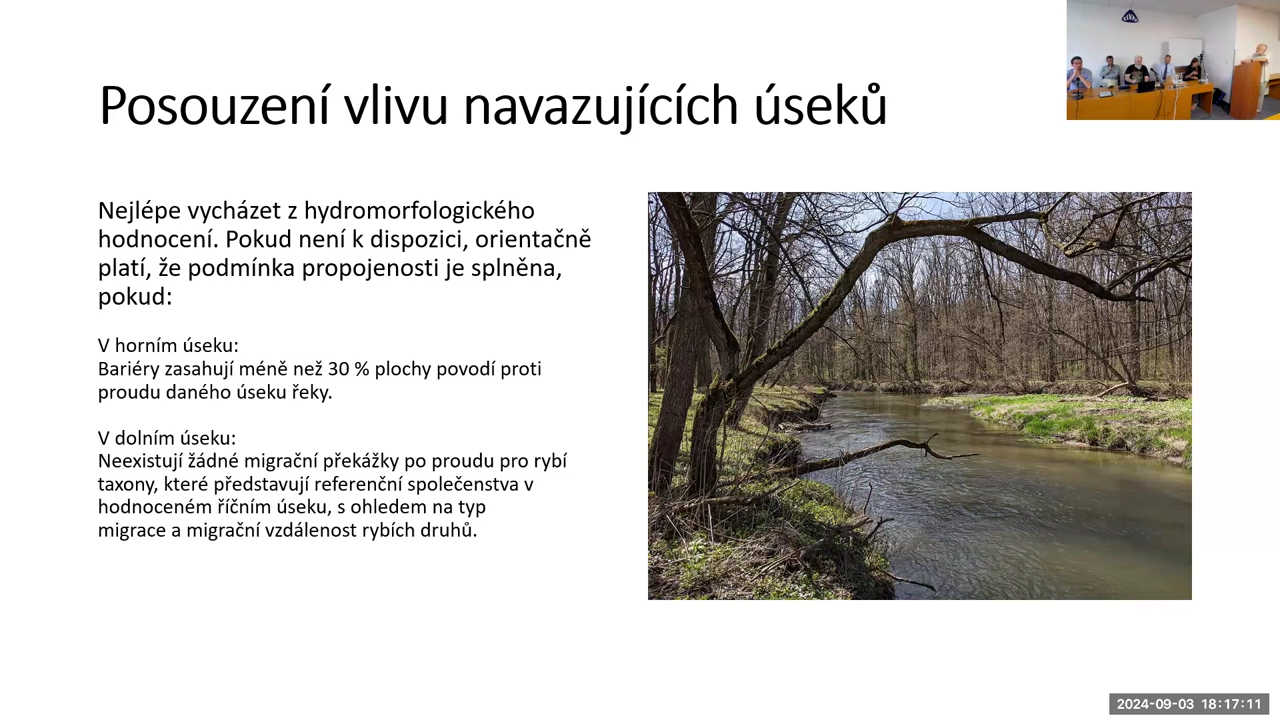 Posouzení vlivu navazujících úseků
Nejlépe vycházet z hydromorfologického
hodnocení. Pokud není k dispozici, orientačně
platí, že podmínka propojenosti je splněna,
pokud:
V horním úseku:
Bariéry zasahují méně než 30 % plochy povodí proti
proudu daného úseku řeky.
V dolním úseku:
Neexistují žádné migrační překážky po proudu pro rybí
taxony, které představují referenční společenstva v
hodnoceném říčním úseku, s ohledem na typ
migrace a migrační vzdálenost rybích druhů.
2024-09-03 18:17:11